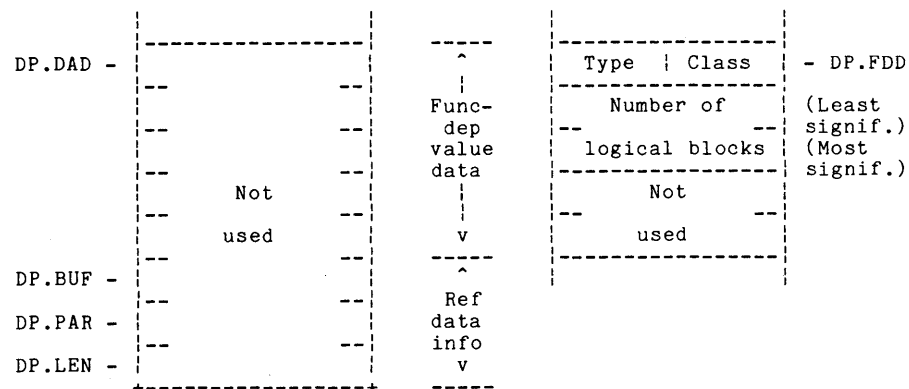 DP.DAD - Type | Class - DP.FDD
Func- Number of (Least
dep signif.)
value logical blocks (Most
data signif.)
Not Not
used used
DP.BUF -
Ref
DP.PAR - data
info
DP.LEN -